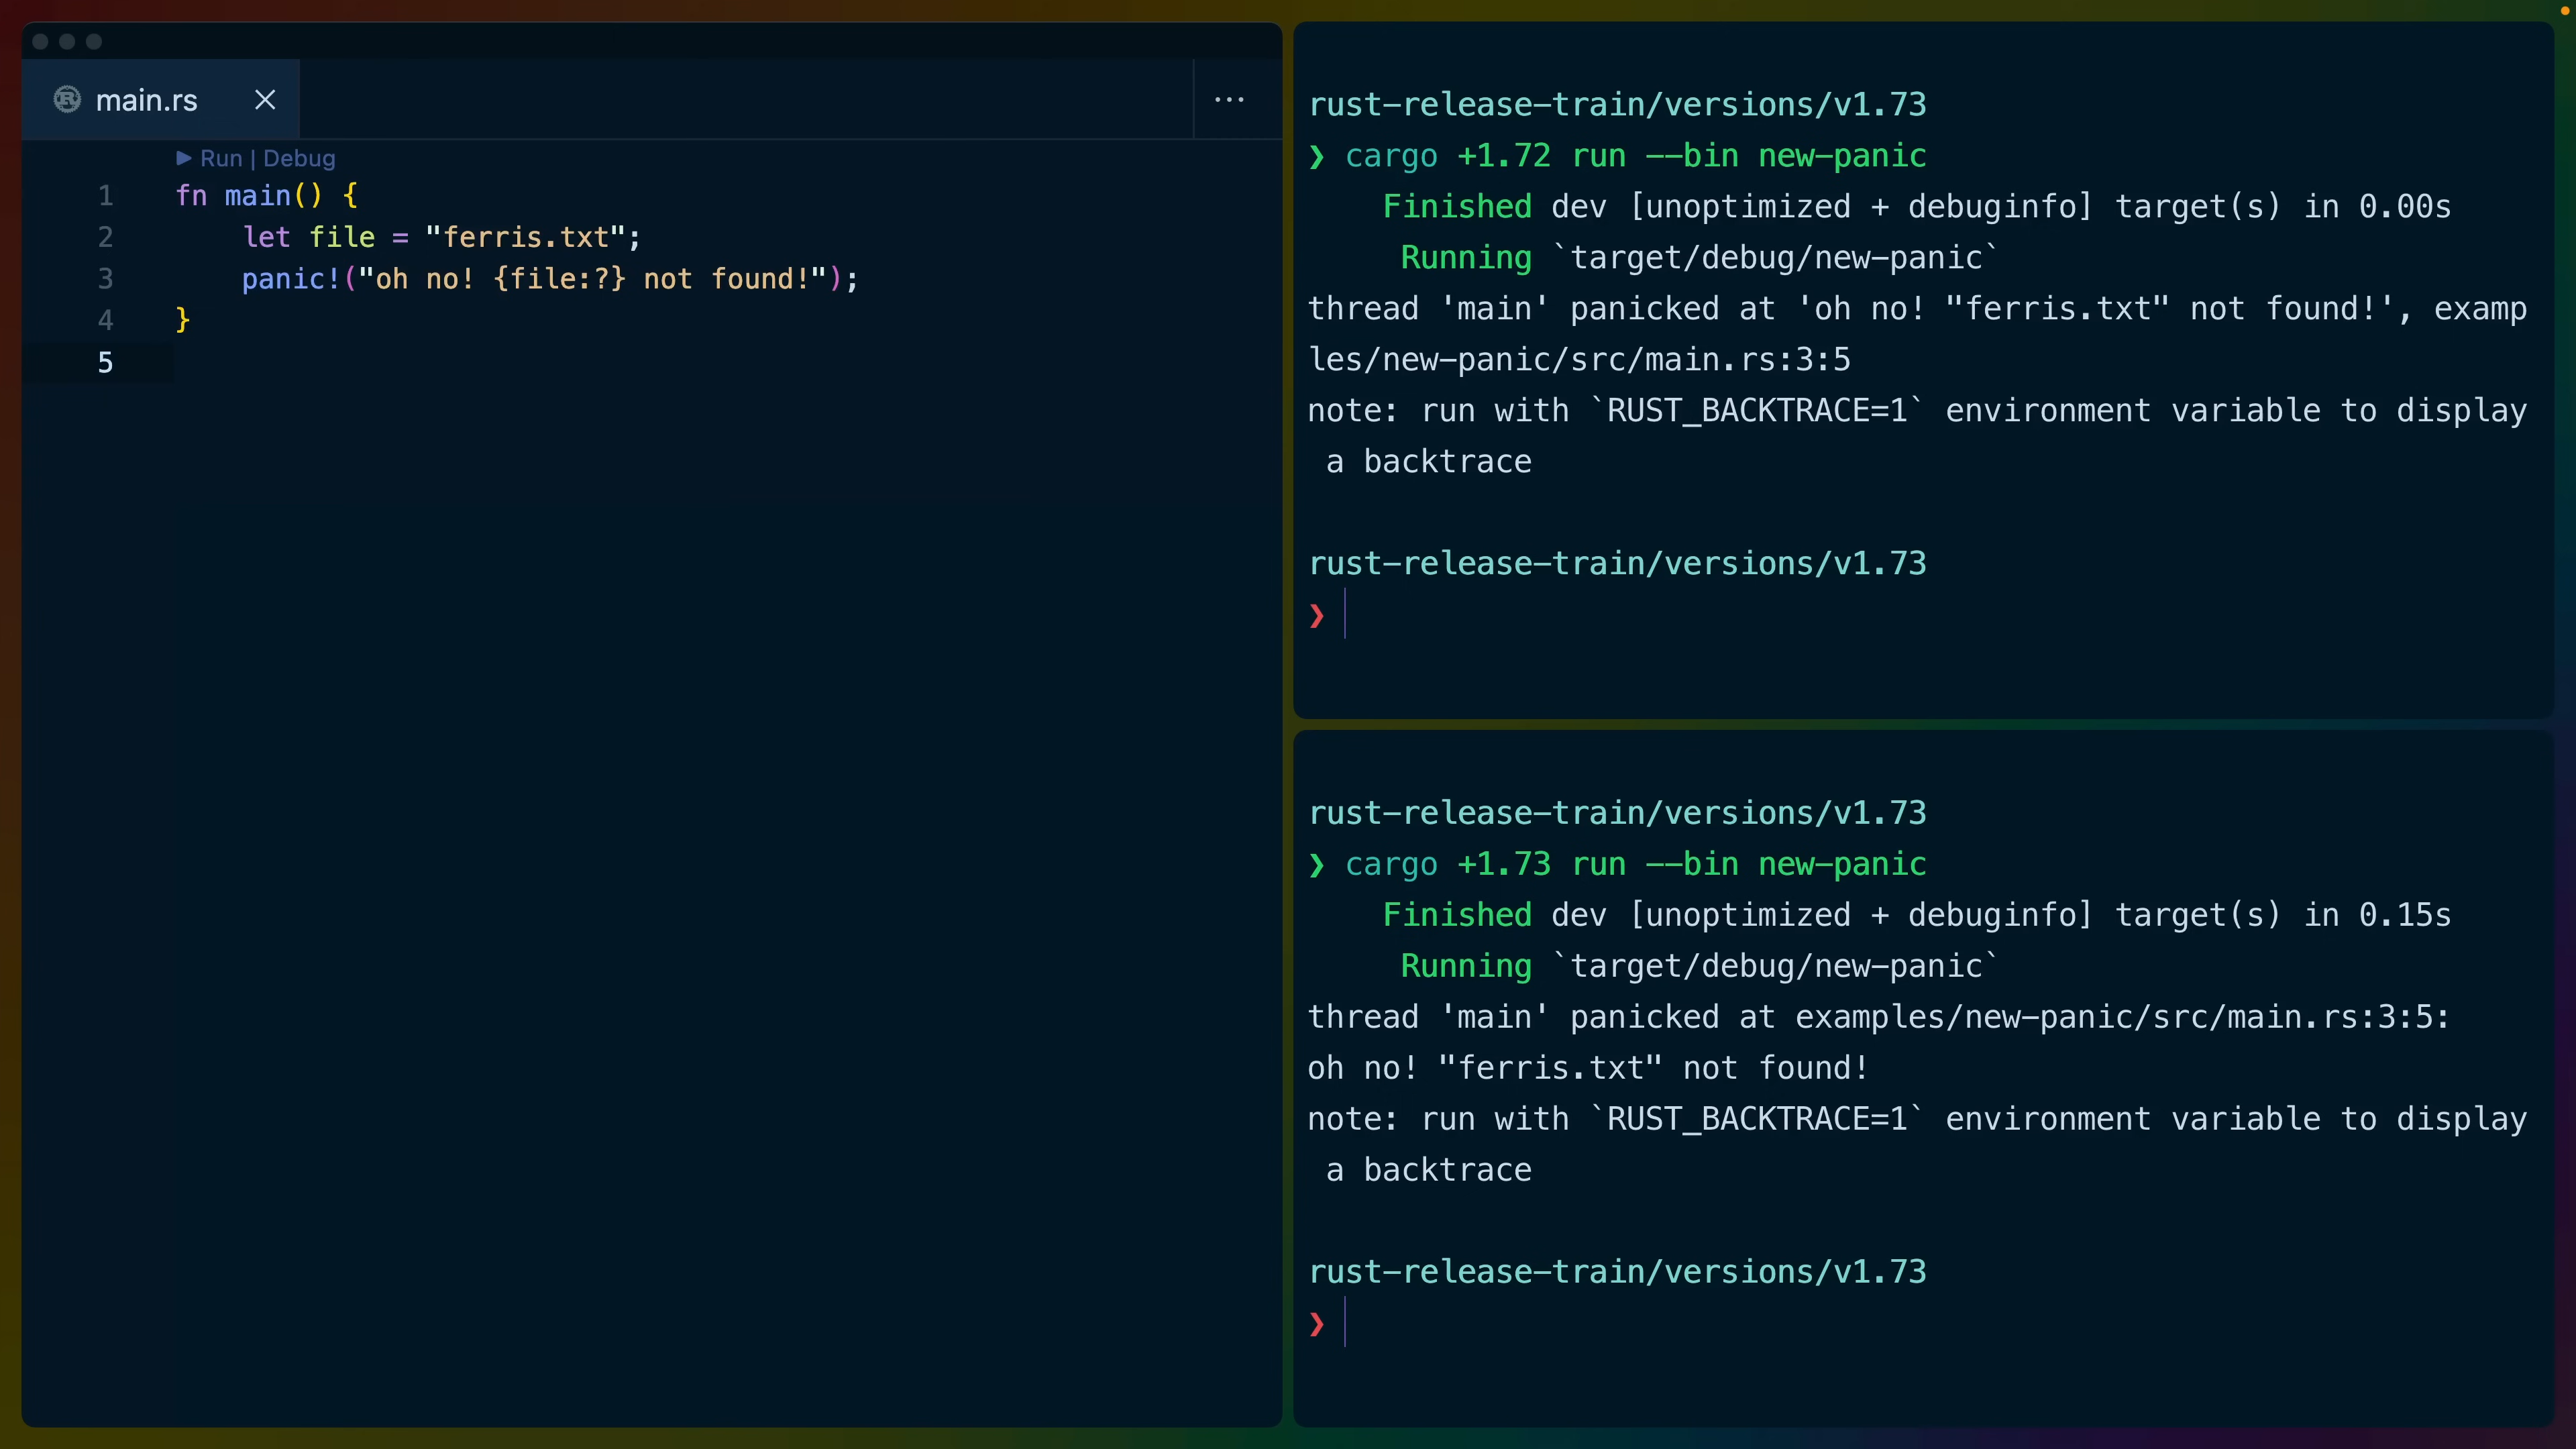 main.rs
Run | Debug
1 fn main() {
2 let file = "ferris.txt";
3 panic!("oh no! {file:?} not found!");
4 }
5
rust-release-train/versions/v1.73
❯ cargo +1.72 run --bin new-panic
Finished dev [unoptimized + debuginfo] target(s) in 0.00s
Running `target/debug/new-panic`
thread 'main' panicked at 'oh no! "ferris.txt" not found!', examp
les/new-panic/src/main.rs:3:5
note: run with `RUST_BACKTRACE=1` environment variable to display
a backtrace
rust-release-train/versions/v1.73
❯
rust-release-train/versions/v1.73
❯ cargo +1.73 run --bin new-panic
Finished dev [unoptimized + debuginfo] target(s) in 0.15s
Running `target/debug/new-panic`
thread 'main' panicked at examples/new-panic/src/main.rs:3:5:
oh no! "ferris.txt" not found!
note: run with `RUST_BACKTRACE=1` environment variable to display
a backtrace
rust-release-train/versions/v1.73
❯